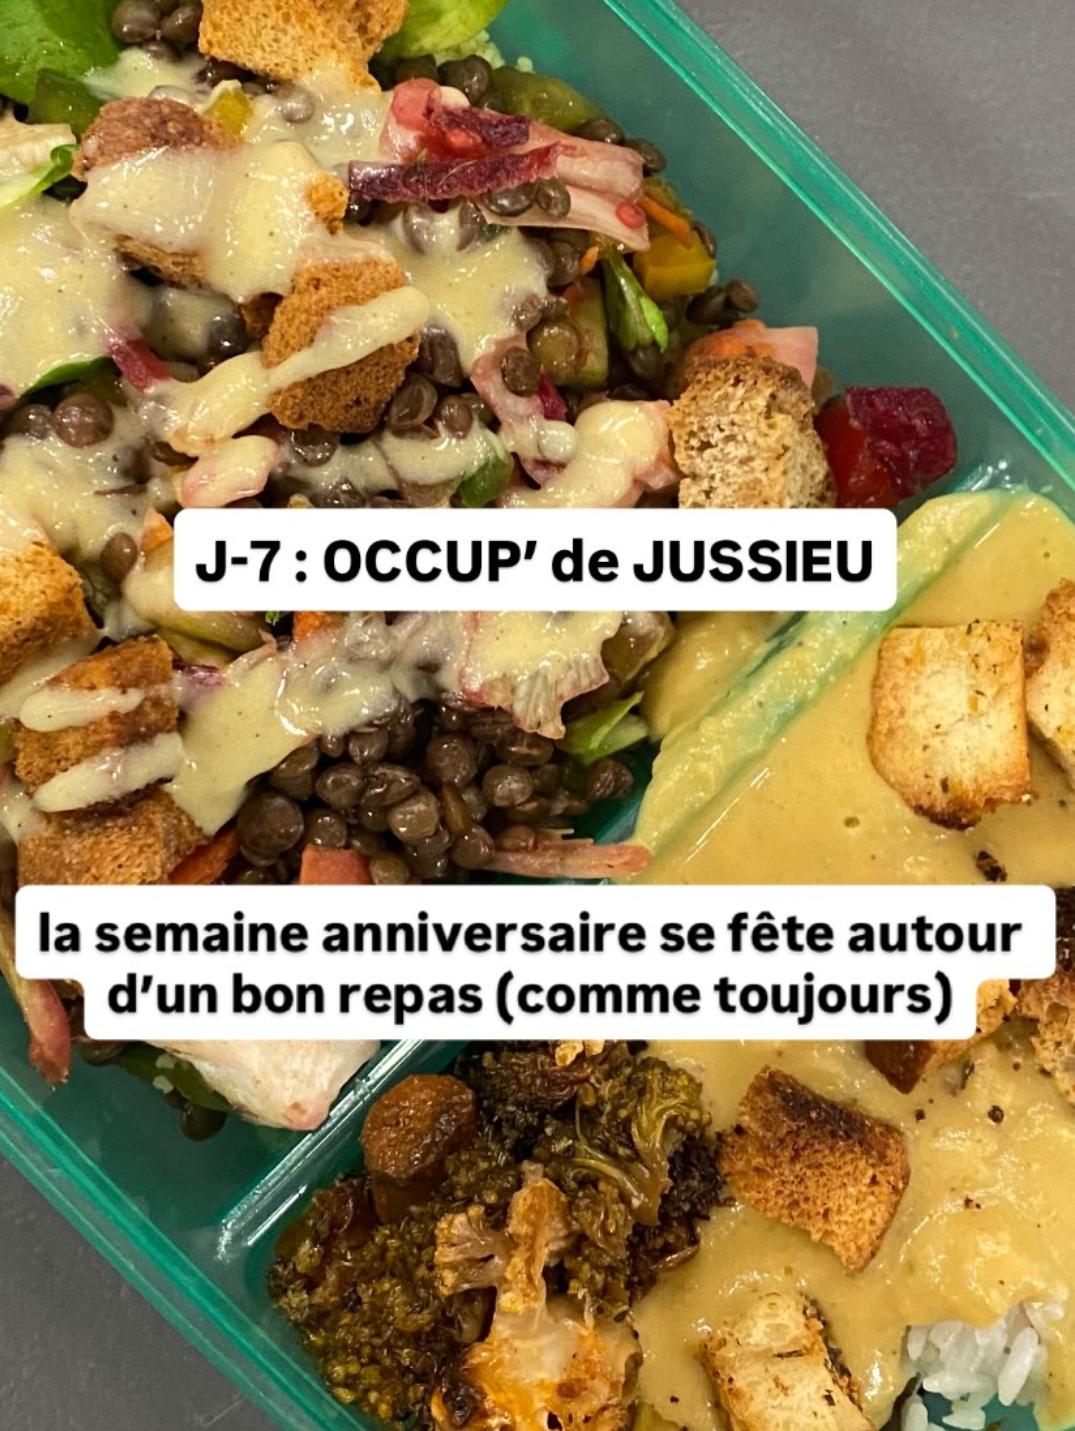 J-7 : OCCUP’ de JUSSIEU
la semaine anniversaire se fête autour
d’un bon repas (comme toujours)